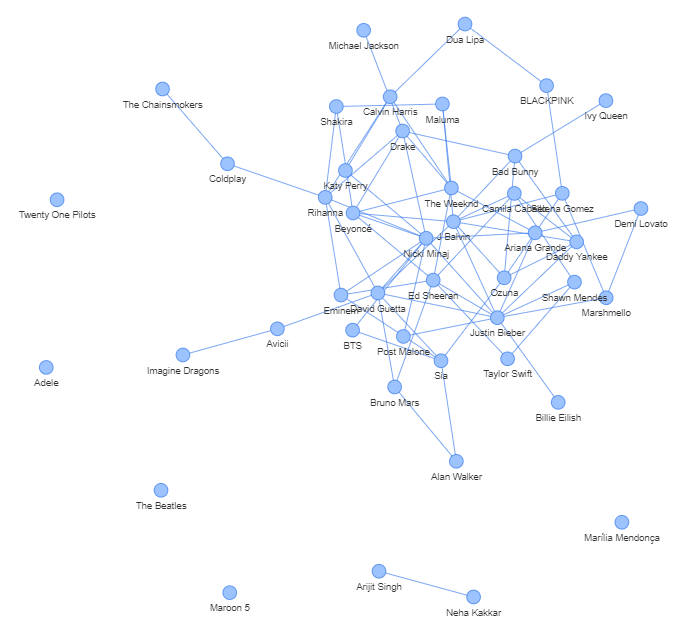 Michael Jackson
Dua Lipa
The Chainsmokers
BLACKPINK
Ivy Queen
Shakira
Calvin Harris
Maluma
Drake
Bad Bunny
Coldplay
Katy Perry
Twenty One Pilots
Rihanna
The Weeknd
Camila Cabello
Selena Gomez
Beyoncé
Demi Lovato
J Balvin
Nicki Minaj
Ariana Grande
Daddy Yankee
Ed Sheeran
Ozuna
Shawn Mendes
Eminem
David Guetta
Marshmello
Justin Bieber
Avicii
BTS
Post Malone
Imagine Dragons
Sia
Taylor Swift
Adele
Bruno Mars
Billie Eilish
Alan Walker
The Beatles
Marília Mendonça
Arijit Singh
Maroon 5
Neha Kakkar